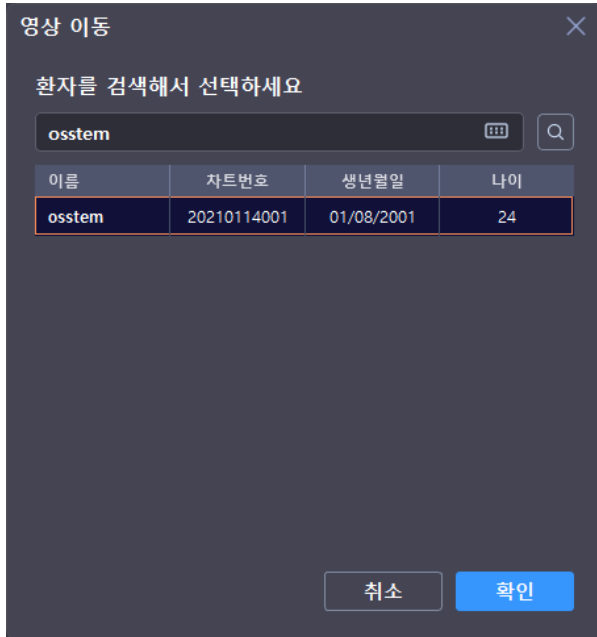 영상 이동
환자를 검색해서 선택하세요
osstem
이름 차트번호 생년월일 나이
osstem 20210114001 01/08/2001 24
취소 확인